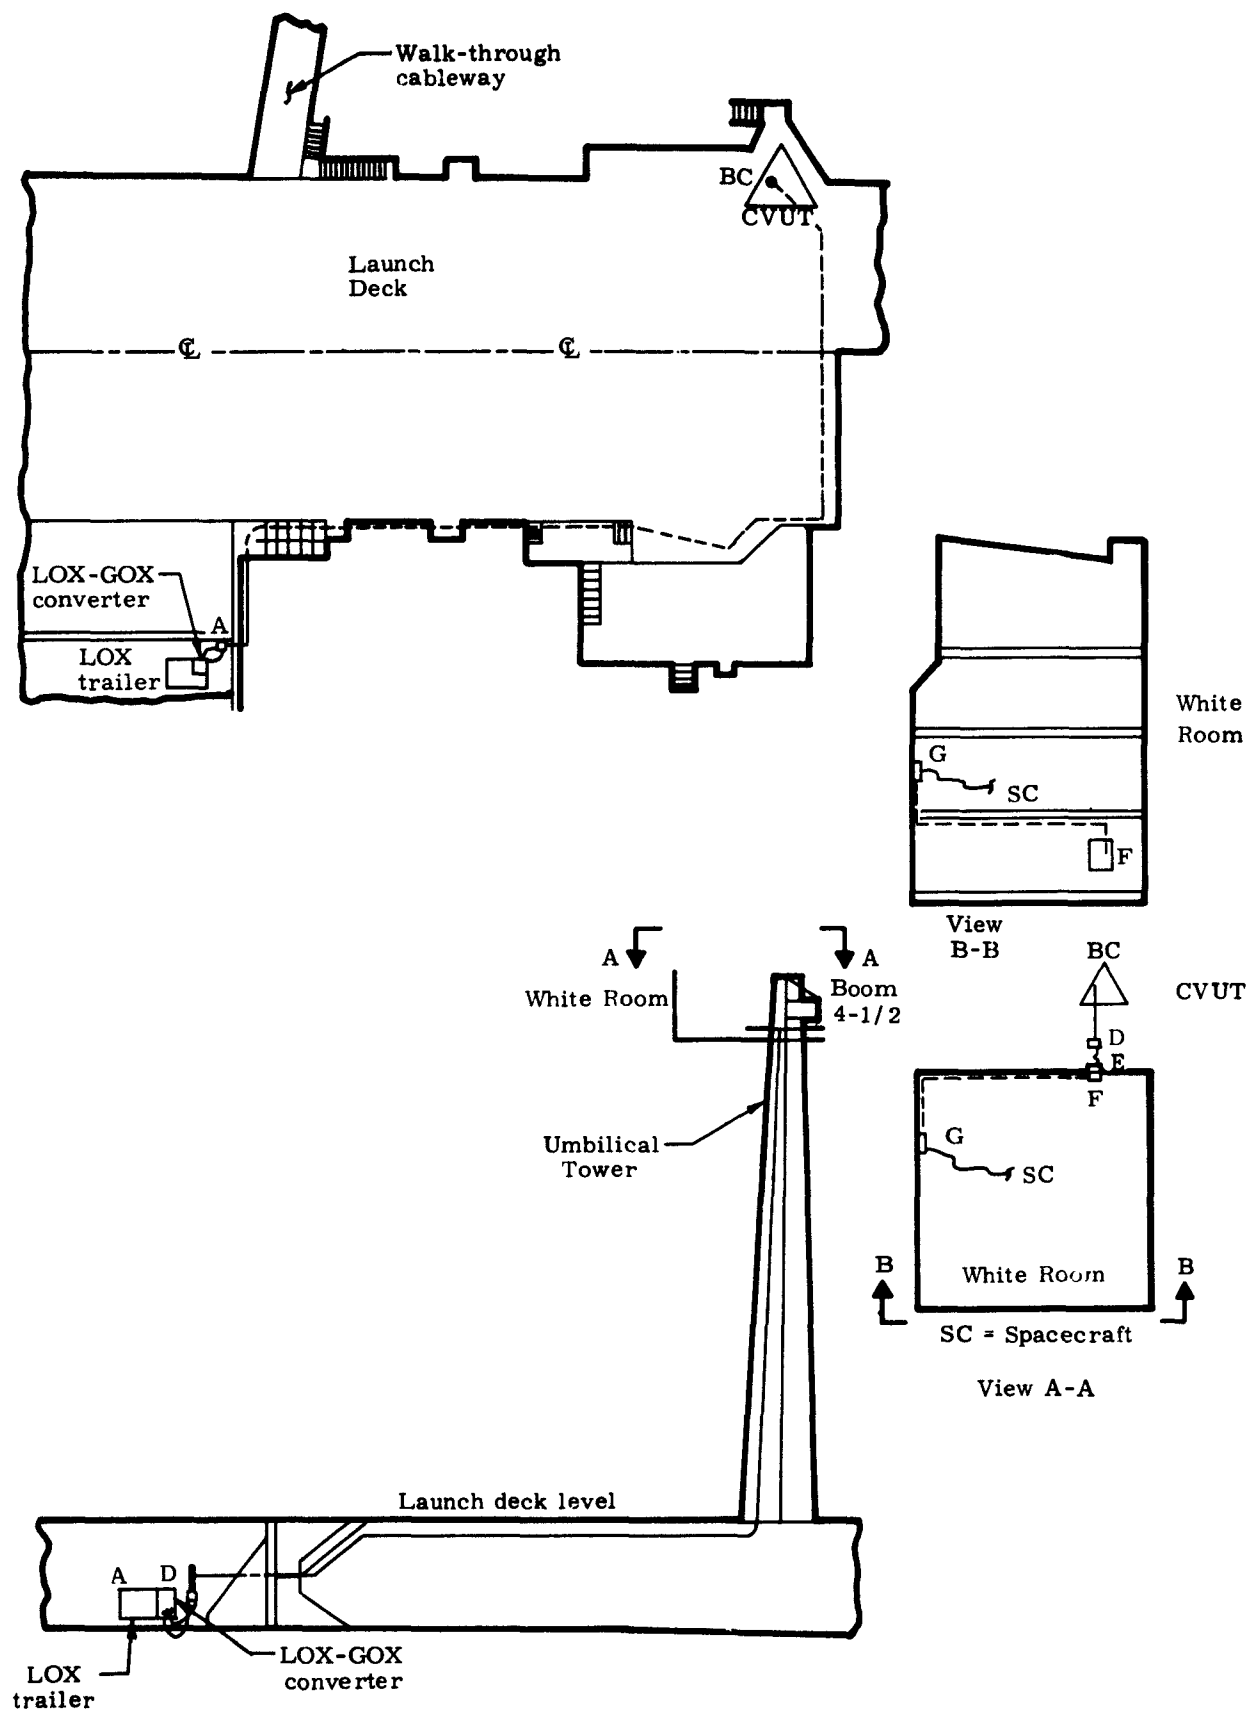 Walk-through
cableway
BC
CVUT
Launch
Deck
℄ ℄
LOX-GOX
converter
A
LOX
trailer
White
Room
G
SC
F
View
B-B
A A
White Room
Boom
4-1/2
BC
CVUT
D
E
F
Umbilical
Tower
G
SC
B B
White Room
SC = Spacecraft
View A-A
Launch deck level
A D
LOX-GOX
converter
LOX
trailer